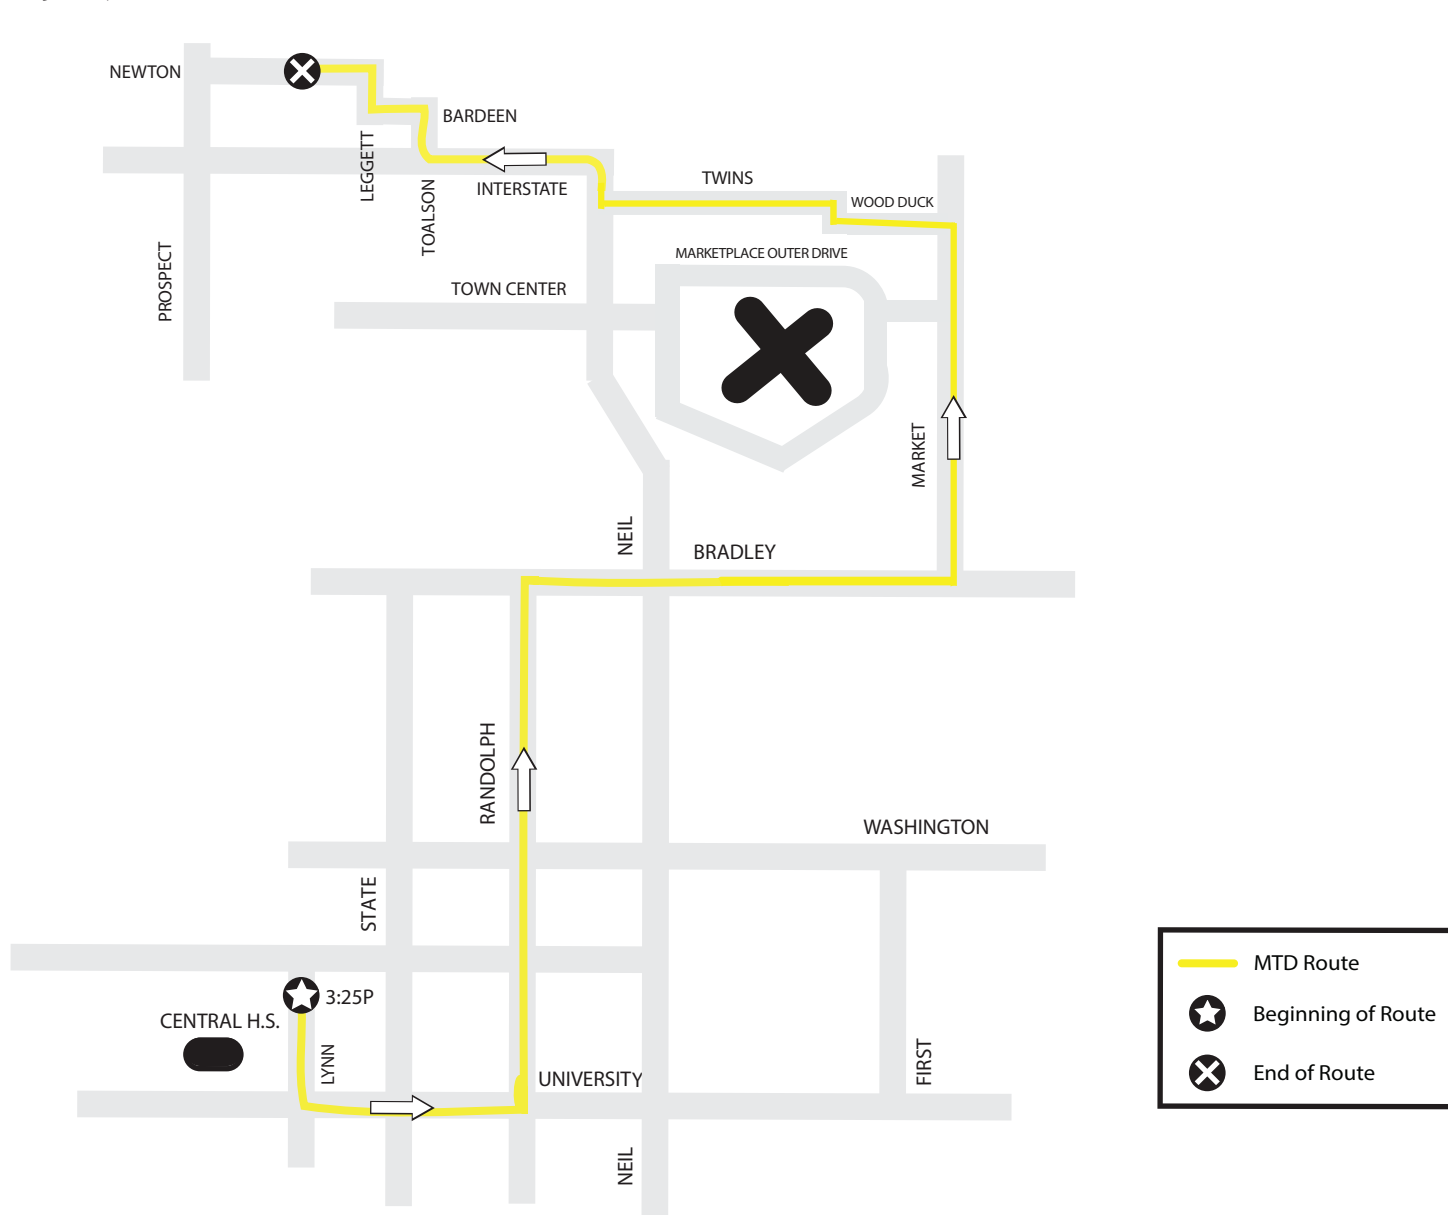 NEWTON
BARDEEN
LEGGETT
INTERSTATE
TOALSON
TWINS
WOOD DUCK
PROSPECT
MARKETPLACE OUTER DRIVE
TOWN CENTER
MARKET
NEIL
BRADLEY
RANDOLPH
WASHINGTON
STATE
3:25P
CENTRAL H.S.
LYNN
UNIVERSITY
FIRST
NEIL
MTD Route
Beginning of Route
End of Route